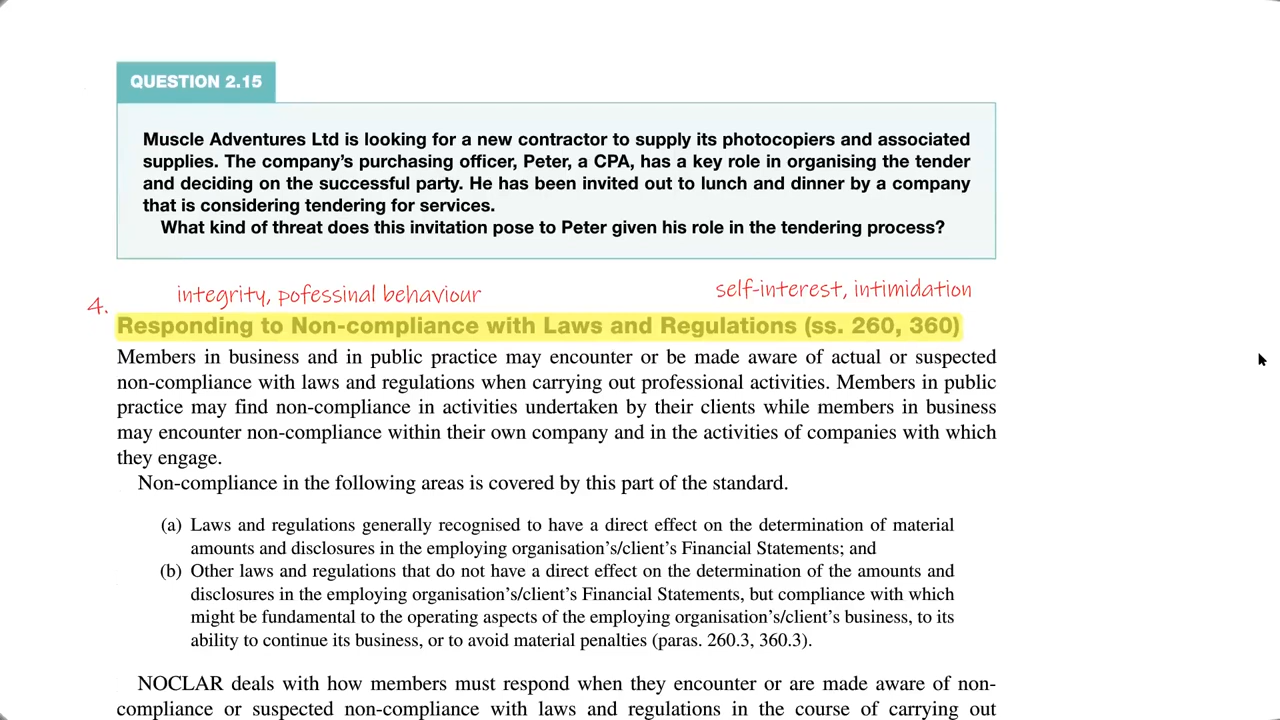 QUESTION 2.15
Muscle Adventures Ltd is looking for a new contractor to supply its photocopiers and associated
supplies. The company's purchasing officer, Peter, a CPA, has a key role in organising the tender
and deciding on the successful party. He has been invited out to lunch and dinner by a company
that is considering tendering for services.
What kind of threat does this invitation pose to Peter given his role in the tendering process?
integrity, pofessinal behaviour
self-interest, intimidation
4.
Responding to Non-compliance with Laws and Regulations (ss. 260, 360)
Members in business and in public practice may encounter or be made aware of actual or suspected
non-compliance with laws and regulations when carrying out professional activities. Members in public
practice may find non-compliance in activities undertaken by their clients while members in business
may encounter non-compliance within their own company and in the activities of companies with which
they engage.
Non-compliance in the following areas is covered by this part of the standard.
(a) Laws and regulations generally recognised to have a direct effect on the determination of material
amounts and disclosures in the employing organisation's/client's Financial Statements; and
(b) Other laws and regulations that do not have a direct effect on the determination of the amounts and
disclosures in the employing organisation's/client's Financial Statements, but compliance with which
might be fundamental to the operating aspects of the employing organisation's/client's business, to its
ability to continue its business, or to avoid material penalties (paras. 260.3, 360.3).
NOCLAR deals with how members must respond when they encounter or are made aware of non-
compliance or suspected non-compliance with laws and regulations in the course of carrying out